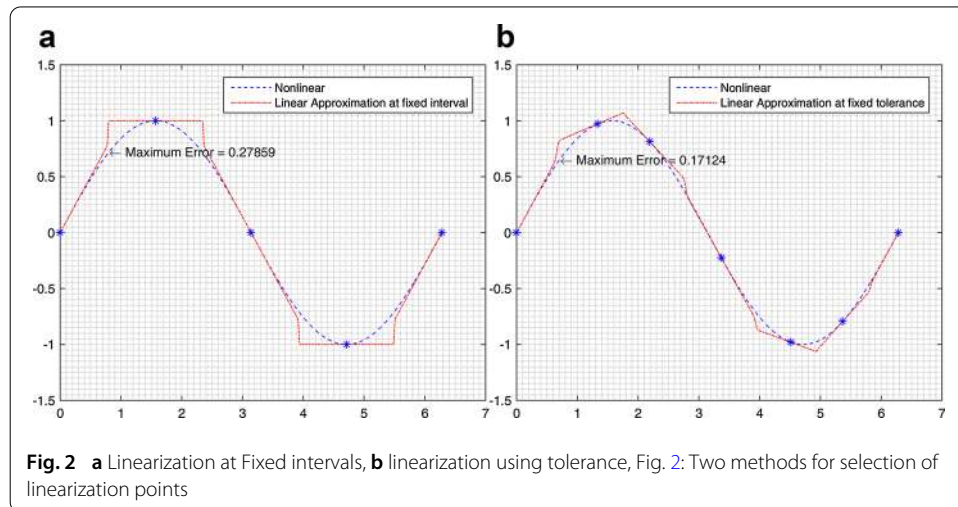 a
1.5
1
0.5
0
-0.5
-1
-1.5
0 1 2 3 4 5 6 7
Nonlinear
Linear Approximation at fixed interval
← Maximum Error = 0.27859
b
1.5
1
0.5
0
-0.5
-1
-1.5
0 1 2 3 4 5 6 7
Nonlinear
Linear Approximation at fixed tolerance
← Maximum Error = 0.17124
Fig. 2 a Linearization at Fixed intervals, b linearization using tolerance, Fig. 2: Two methods for selection of
linearization points